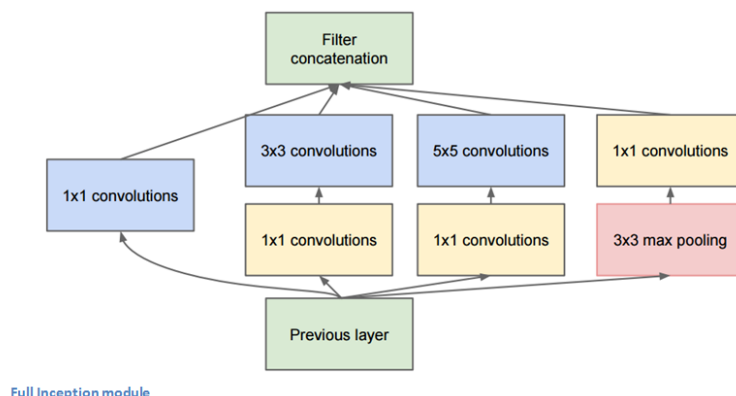 Filter
concatenation
3x3 convolutions
5x5 convolutions
1x1 convolutions
1x1 convolutions
1x1 convolutions
1x1 convolutions
3x3 max pooling
Previous layer
Full Inception module